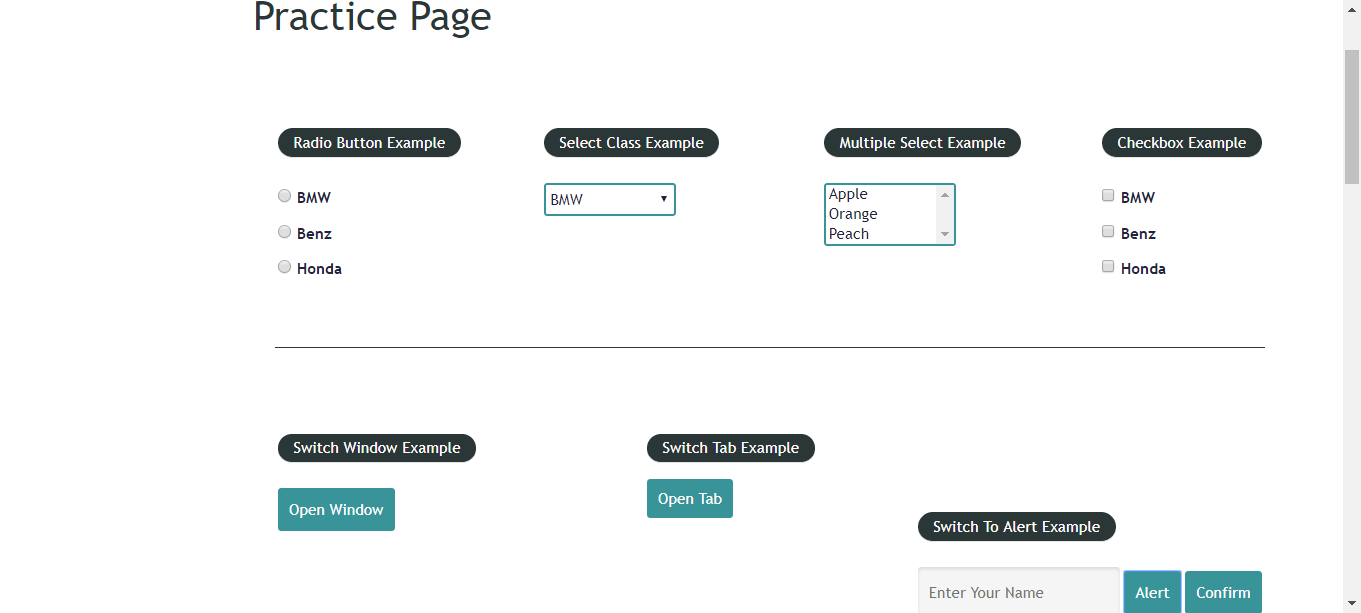 Practice Page
Radio Button Example
BMW
Benz
Honda
Select Class Example
BMW
Multiple Select Example
Apple
Orange
Peach
Checkbox Example
BMW
Benz
Honda
Switch Window Example
Open Window
Switch Tab Example
Open Tab
Switch To Alert Example
Enter Your Name
Alert
Confirm